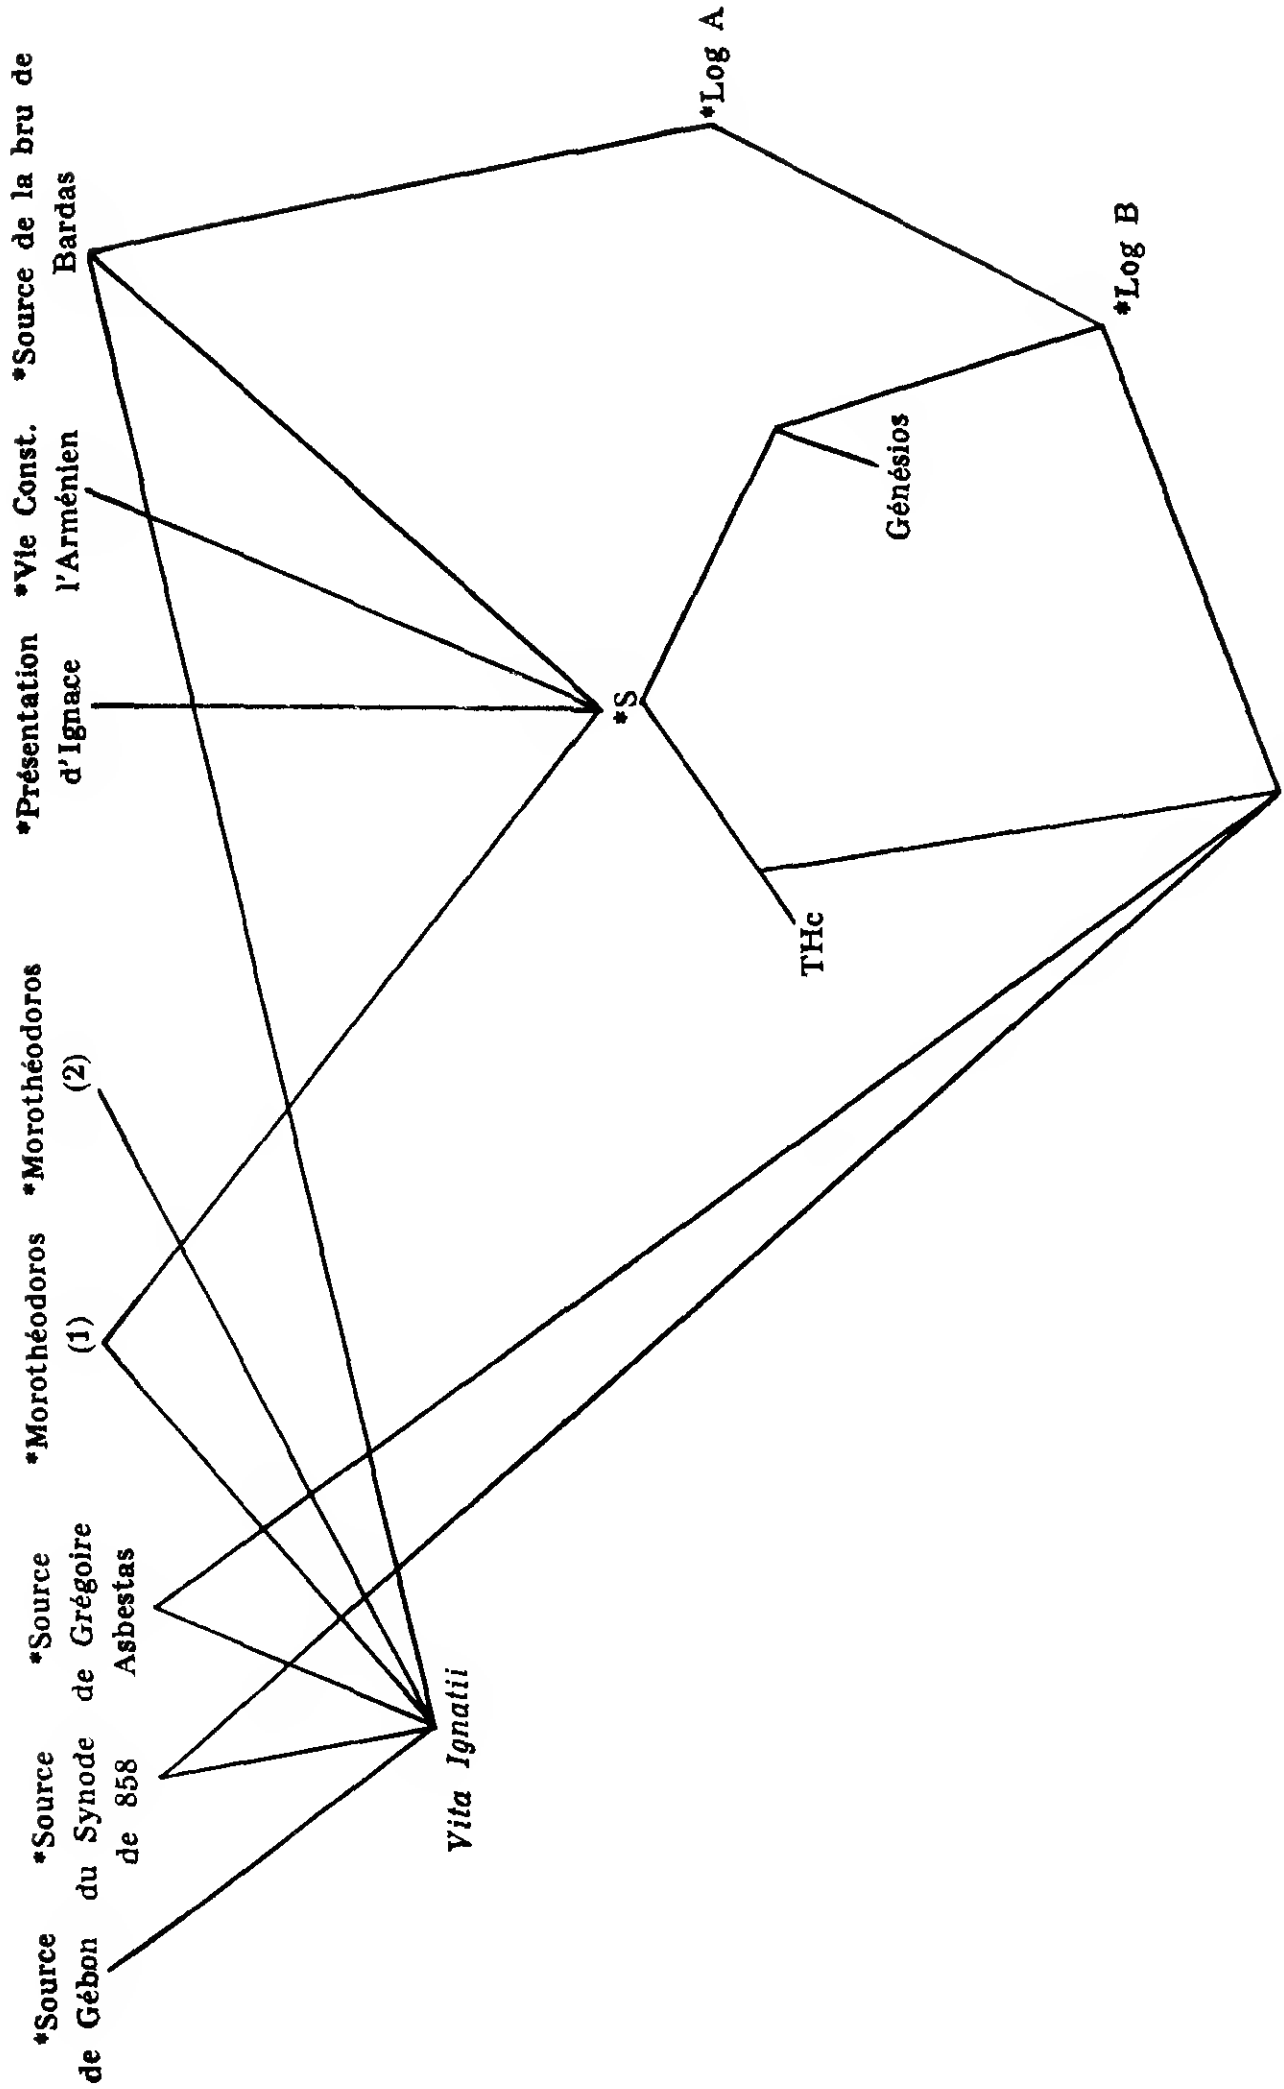 *Source
de Gébon
*Source
du Synode
de 858
*Source
de Grégoire
Asbestas
*Morothéodoros
(1)
*Morothéodoros
(2)
*Présentation
d'Ignace
*Vie Const.
l'Arménien
*Source de la bru de
Bardas
Vita Ignatii
*S
THc
Génésios
*Log A
*Log B